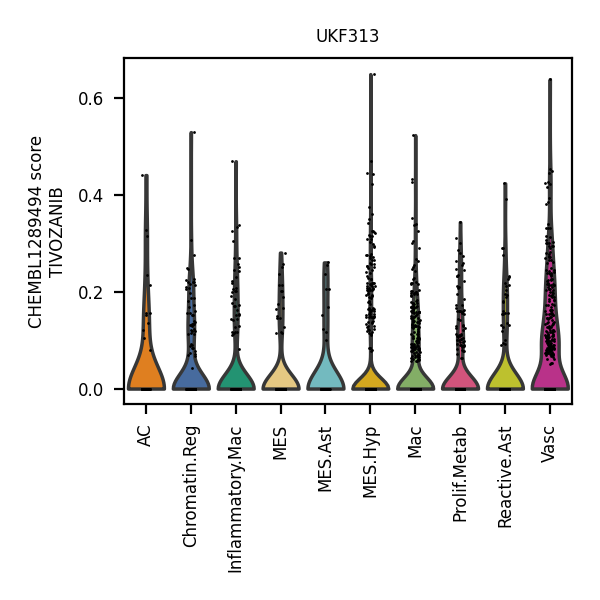 UKF313
CHEMBL1289494 score
TIVOZANIB
0.6
0.4
0.2
0.0
AC
Chromatin.Reg
Inflammatory.Mac
MES
MES.Ast
MES.Hyp
Mac
Prolif.Metab
Reactive.Ast
Vasc